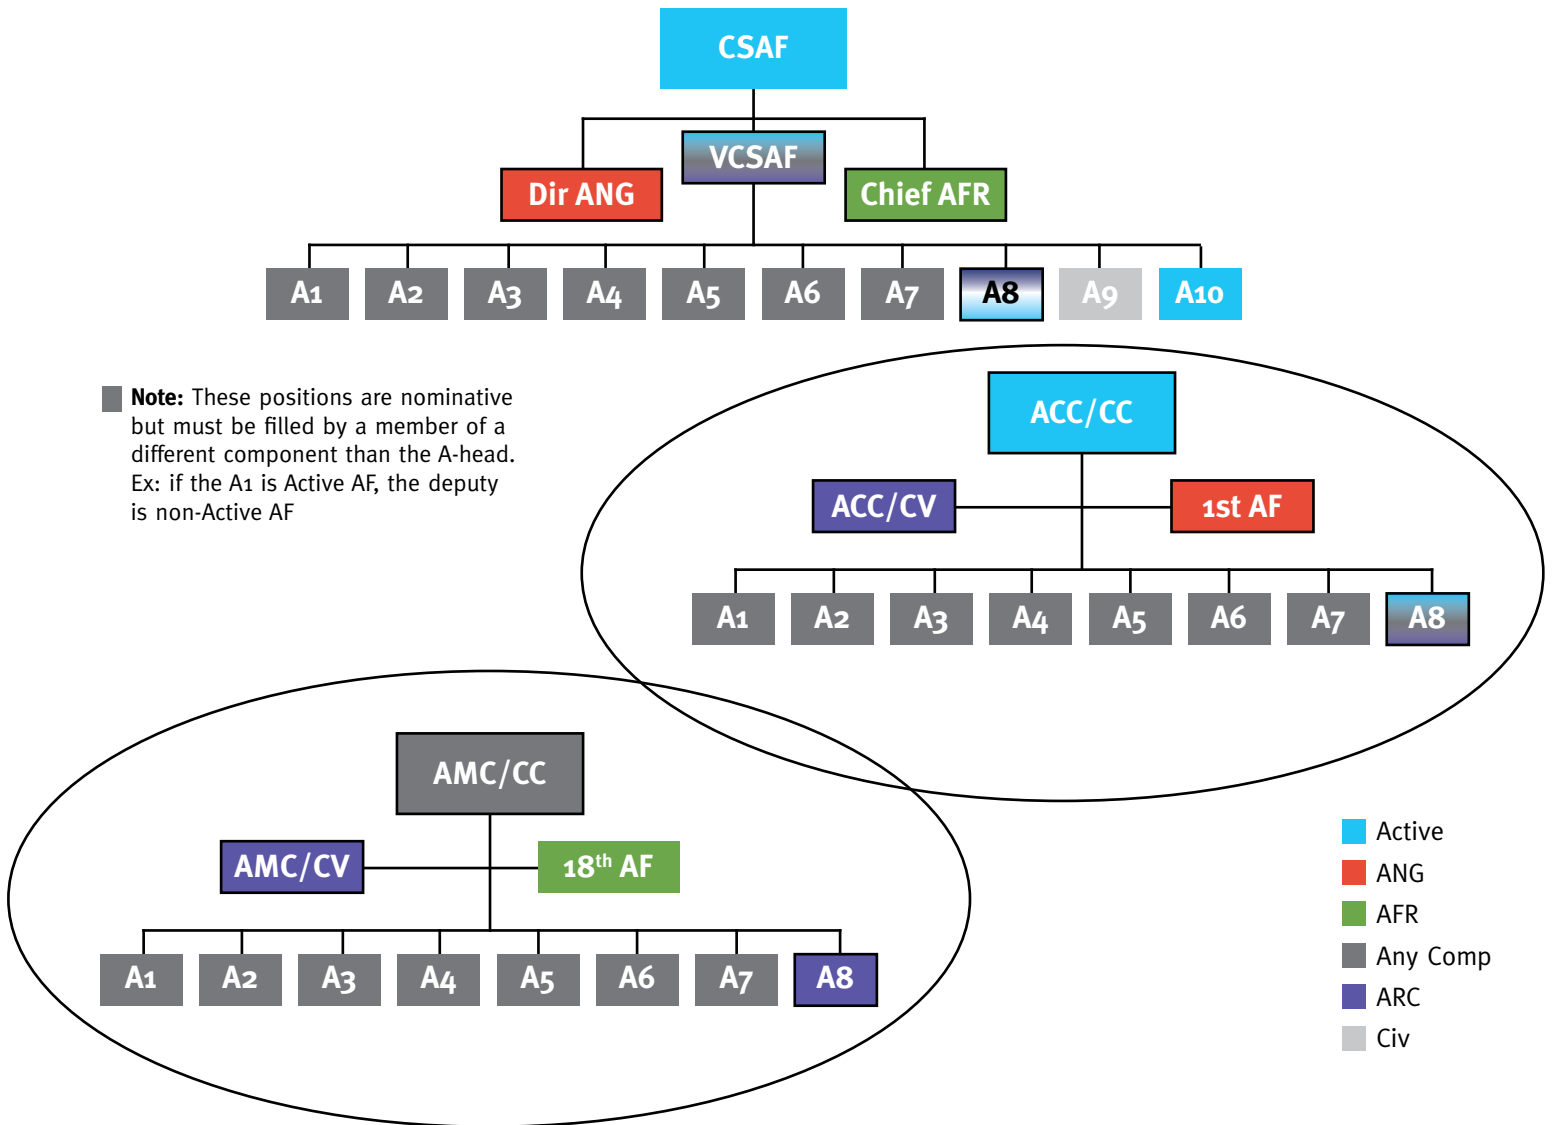 CSAF
VCSAF
Dir ANG
Chief AFR
A1 A2 A3 A4 A5 A6 A7 A8 A9 A10
Note: These positions are nominative
but must be filled by a member of a
different component than the A-head.
Ex: if the A1 is Active AF, the deputy
is non-Active AF
ACC/CC
ACC/CV
1st AF
A1 A2 A3 A4 A5 A6 A7 A8
AMC/CC
AMC/CV
18th AF
A1 A2 A3 A4 A5 A6 A7 A8
Active
ANG
AFR
Any Comp
ARC
Civ